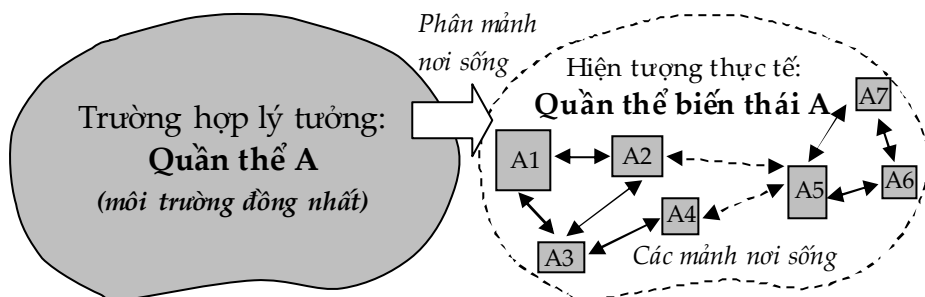 Trường hợp lý tưởng:
Quần thể A
(môi trường đồng nhất)
Phân mảnh
nơi sống
Hiện tượng thực tế:
Quần thể biến thái A
A7
A1
A2
A5
A6
A4
A3
Các mảnh nơi sống